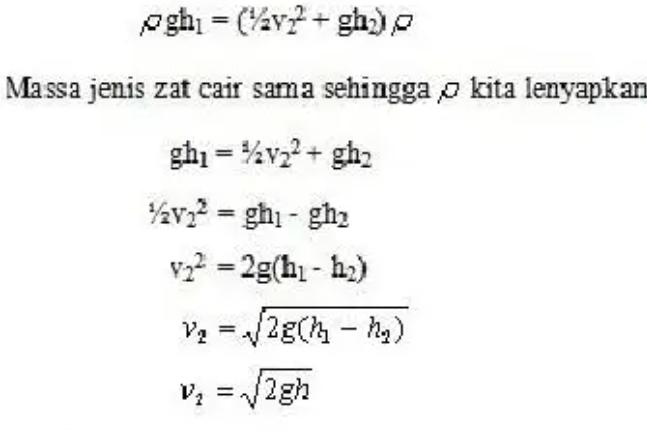 ρgh₁ = (½v₂² + gh₂)ρ
Massa jenis zat cair sama sehingga ρ kita lenyapkan
gh₁ = ½v₂² + gh₂
½v₂² = gh₁ - gh₂
v₂² = 2g(h₁ - h₂)
v₂ = √2g(h₁ − h₂)
v₂ = √2gh